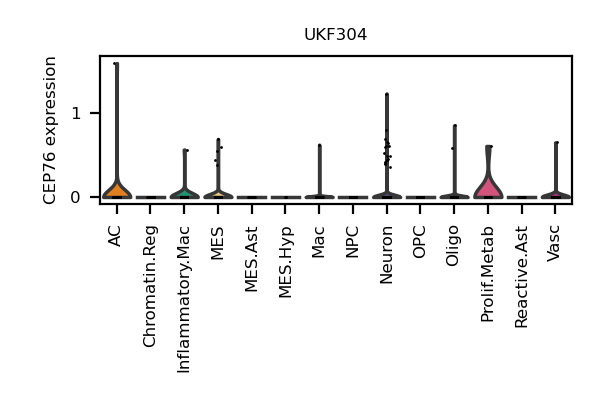 UKF304
CEP76 expression
1
0
AC
Chromatin.Reg
Inflammatory.Mac
MES
MES.Ast
MES.Hyp
Mac
NPC
Neuron
OPC
Oligo
Prolif.Metab
Reactive.Ast
Vasc